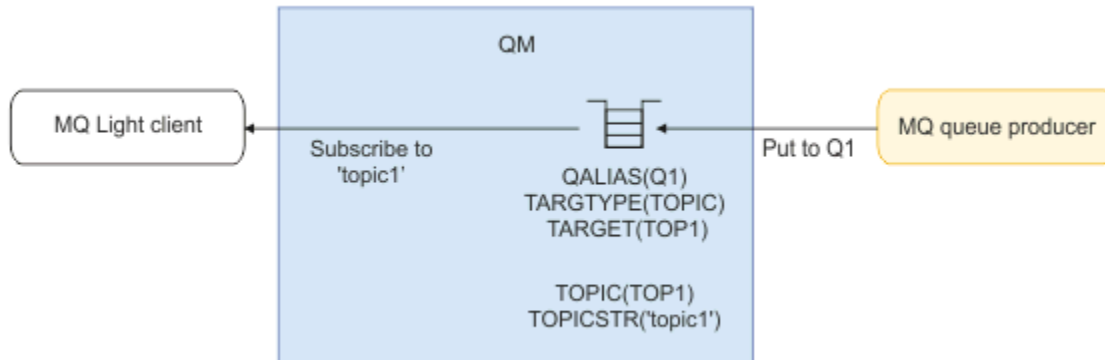 QM
MQ Light client
Subscribe to
'topic1'
Put to Q1
MQ queue producer
QALIAS(Q1)
TARGTYPE(TOPIC)
TARGET(TOP1)
TOPIC(TOP1)
TOPICSTR('topic1')